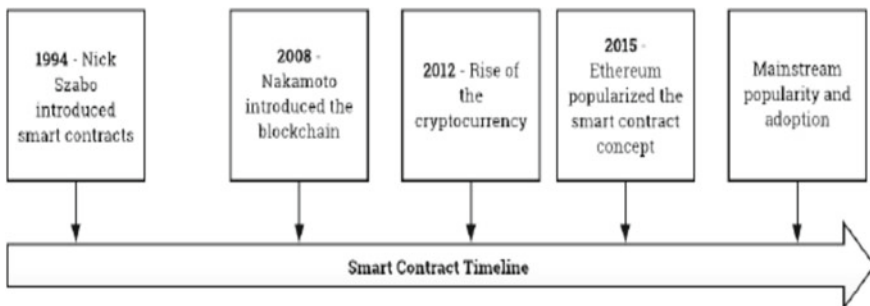 1994 - Nick
Szabo
introduced
smart contracts
2008 -
Nakamoto
introduced the
blockchain
2012 - Rise of
the
cryptocurrency
2015 -
Ethereum
popularized the
smart contract
concept
Mainstream
popularity and
adoption
Smart Contract Timeline